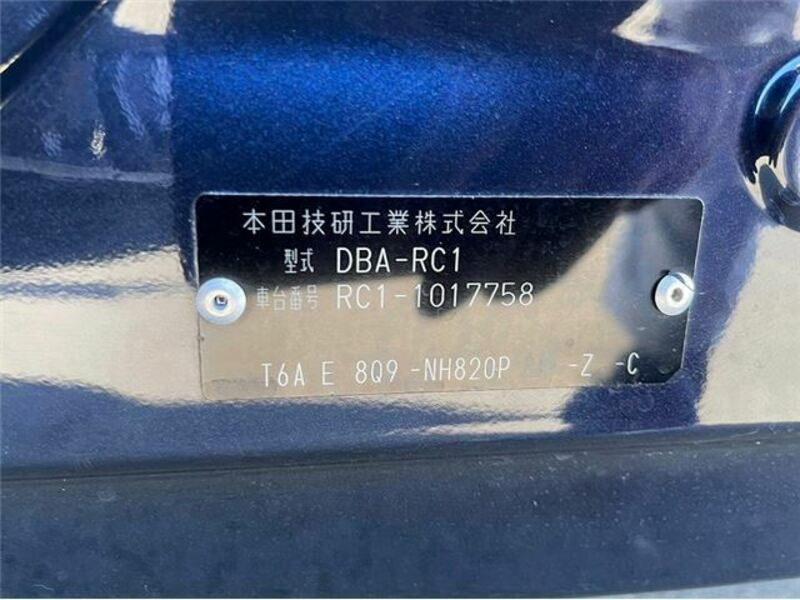 本田技研工業株式会社
型式 DBA-RC1
車台番号 RC1-1017758
T6A E 8Q9 -NH820P -Z -C